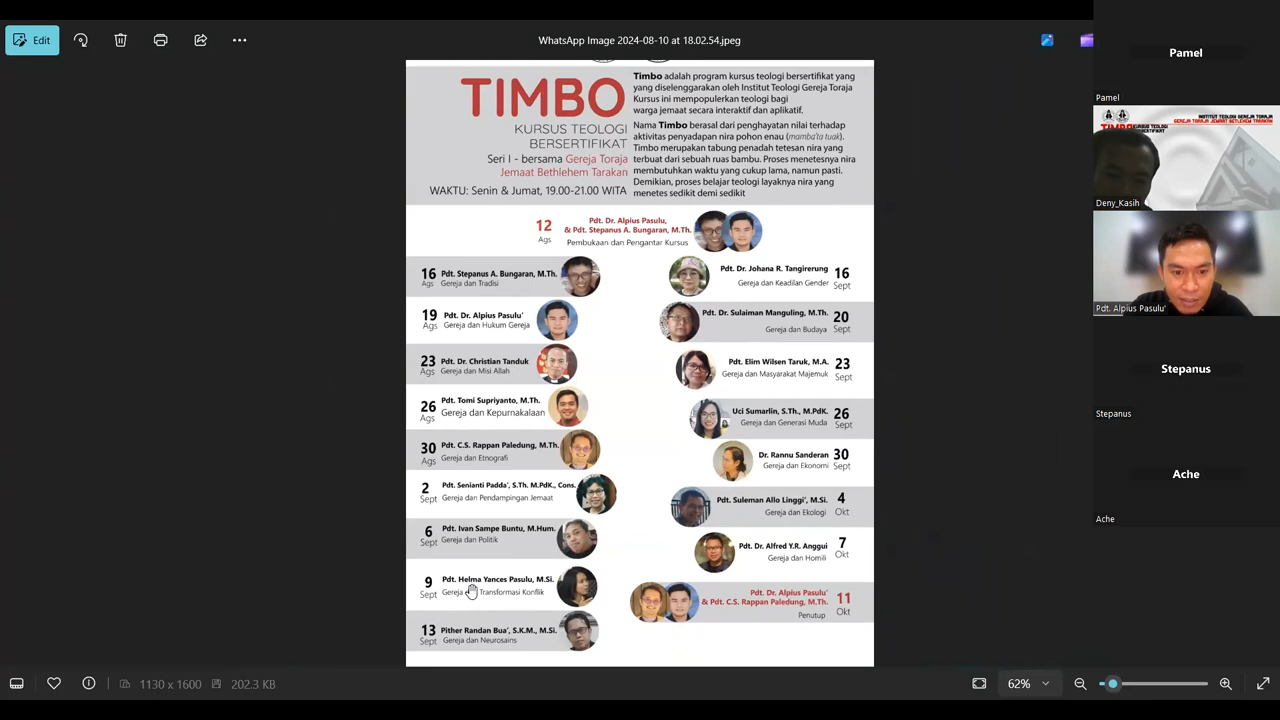 Edit
WhatsApp Image 2024-08-10 at 18.02.54.jpeg
TIMBO
KURSUS TEOLOGI
BERSERTIFIKAT
Seri I - bersama Gereja Toraja
Jemaat Bethlehem Tarakan
WAKTU: Senin & Jumat, 19.00-21.00 WITA
Timbo adalah program kursus teologi bersertifikat yang
yang diselenggarakan oleh Institut Teologi Gereja Toraja
Kursus ini mempopulerkan teologi bagi
warga jemaat secara interaktif dan aplikatif.
Nama Timbo berasal dari penghayatan nilai terhadap
aktivitas penyadapan nira pohon enau (mamba'ta tuak).
Timbo merupakan tabung penadah tetesan nira yang
terbuat dari sebuah ruas bambu. Proses menetesnya nira
membutuhkan waktu yang cukup lama, namun pasti.
Demikian, proses belajar teologi layaknya nira yang
menetes sedikit demi sedikit
12
Ags
Pdt. Dr. Alpius Pasulu,
& Pdt. Stepanus A. Bungaran, M.Th.
Pembukaan dan Pengantar Kursus
16
Ags
Pdt. Stepanus A. Bungaran, M.Th.
Gereja dan Tradisi
19
Ags
Pdt. Dr. Alpius Pasulu'
Gereja dan Hukum Gereja
23
Ags
Pdt. Dr. Christian Tanduk
Gereja dan Misi Allah
26
Ags
Pdt. Tomi Supriyanto, M.Th.
Gereja dan Kepurnakalaan
30
Ags
Pdt. C.S. Rappan Paledung, M.Th.
Gereja dan Etnografi
2
Sept
Pdt. Senianti Padda', S.Th. M.PdK., Cons.
Gereja dan Pendampingan Jemaat
6
Sept
Pdt. Ivan Sampe Buntu, M.Hum.
Gereja dan Politik
9
Sept
Pdt. Helma Yances Pasulu, M.Si.
Gereja Transformasi Konflik
13
Sept
Pither Randan Bua', S.K.M., M.Si.
Gereja dan Neurosains
Pdt. Dr. Johana R. Tangirerung
Gereja dan Keadilan Gender
16
Sept
Pdt. Dr. Sulaiman Manguling, M.Th.
Gereja dan Budaya
20
Sept
Pdt. Elim Wilsen Taruk, M.A.
Gereja dan Masyarakat Majemuk
23
Sept
Uci Sumarlin, S.Th., M.PdK.
Gereja dan Generasi Muda
26
Sept
Dr. Rannu Sanderan
Gereja dan Ekonomi
30
Sept
Pdt. Suleman Allo Linggi', M.Si.
Gereja dan Ekologi
4
Okt
Pdt. Dr. Alfred Y.R. Anggui
Gereja dan Homili
7
Okt
Pdt. Dr. Alpius Pasulu'
& Pdt. C.S. Rappan Paledung, M.Th.
Penutup
11
Okt
1130 x 1600
202.3 KB
62%
Pamel
Pamel
INSTITUT TEOLOGI GEREJA TORAJA
GEREJA TORAJA JEMAAT BETLEHEM TARAKAN
Deny_Kasih
Pdt. Alpius Pasulu'
Stepanus
Stepanus
Ache
Ache